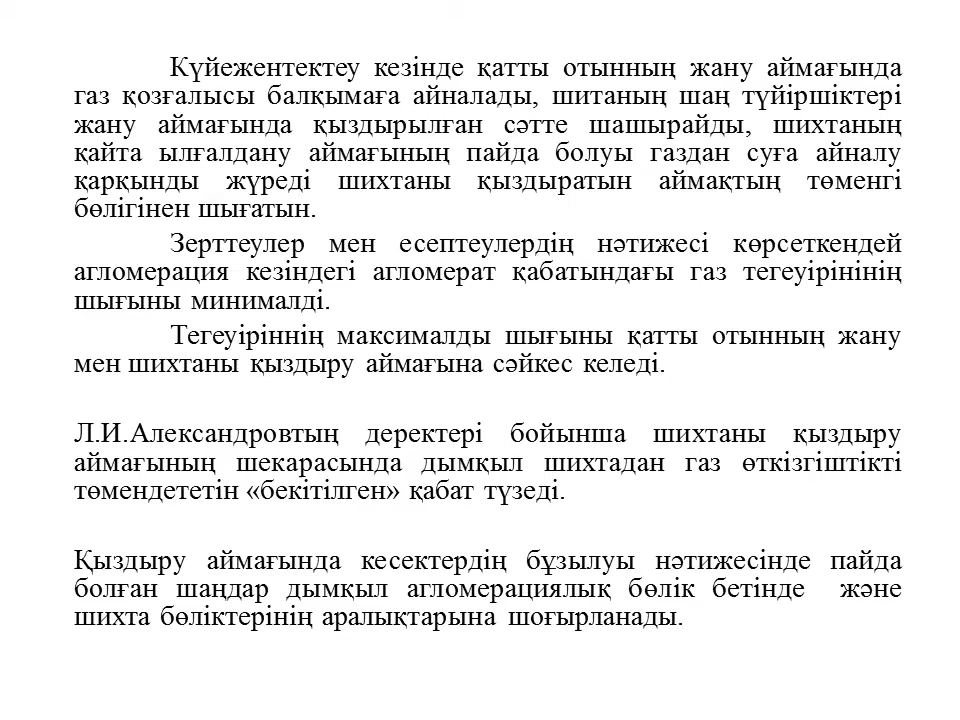 Күйежентектеу кезінде қатты отынның жану аймағында
газ қозғалысы балқымаға айналады, шитаның шаң түйіршіктері
жану аймағында қыздырылған сәтте шашырайды, шихтаның
қайта ылғалдану аймағының пайда болуы газдан суға айналу
қарқынды жүреді шихтаны қыздыратын аймақтың төменгі
бөлігінен шығатын.
Зерттеулер мен есептеулердің нәтижесі көрсеткендей
агломерация кезіндегі агломерат қабатындағы газ тегеуірінінің
шығыны минималді.
Тегеуіріннің максималды шығыны қатты отынның жану
мен шихтаны қыздыру аймағына сәйкес келеді.
Л.И.Александровтың деректері бойынша шихтаны қыздыру
аймағының шекарасында дымқыл шихтадан газ өткізгіштікті
төмендететін «бекітілген» қабат түзеді.
Қыздыру аймағында кесектердің бұзылуы нәтижесінде пайда
болған шаңдар дымқыл агломерациялық бөлік бетінде және
шихта бөліктерінің аралықтарына шоғырланады.